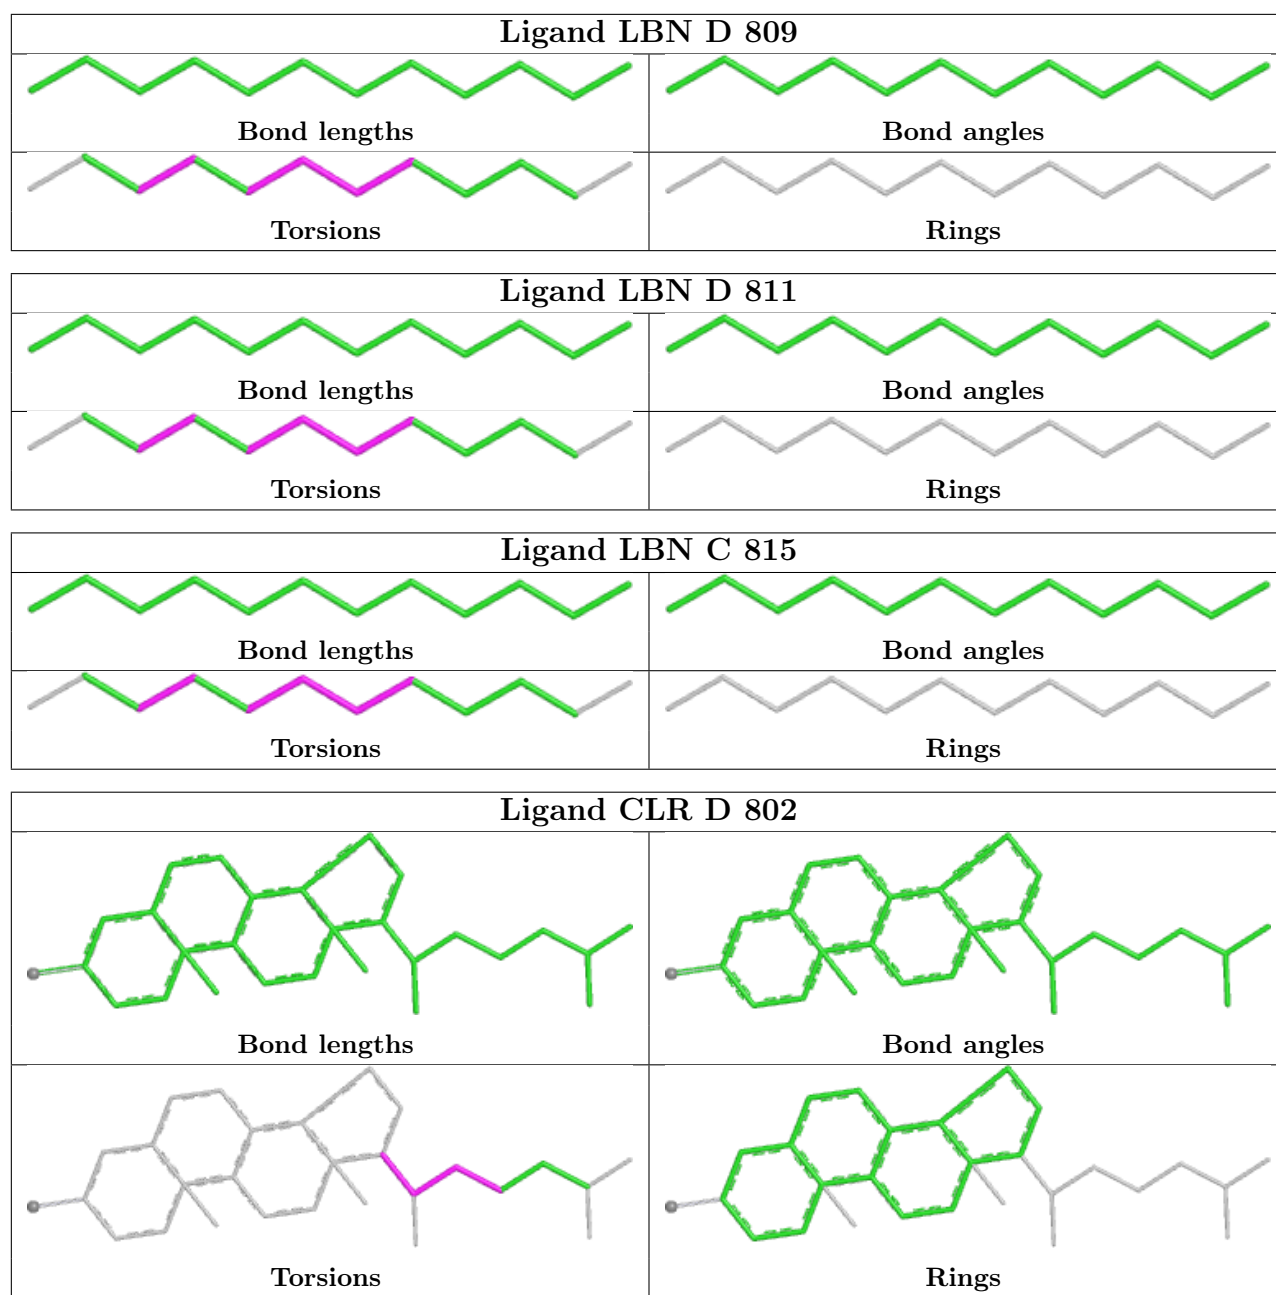 Ligand LBN D 809
Bond lengths Bond angles
Torsions Rings
Ligand LBN D 811
Bond lengths Bond angles
Torsions Rings
Ligand LBN C 815
Bond lengths Bond angles
Torsions Rings
Ligand CLR D 802
Bond lengths Bond angles
Torsions Rings